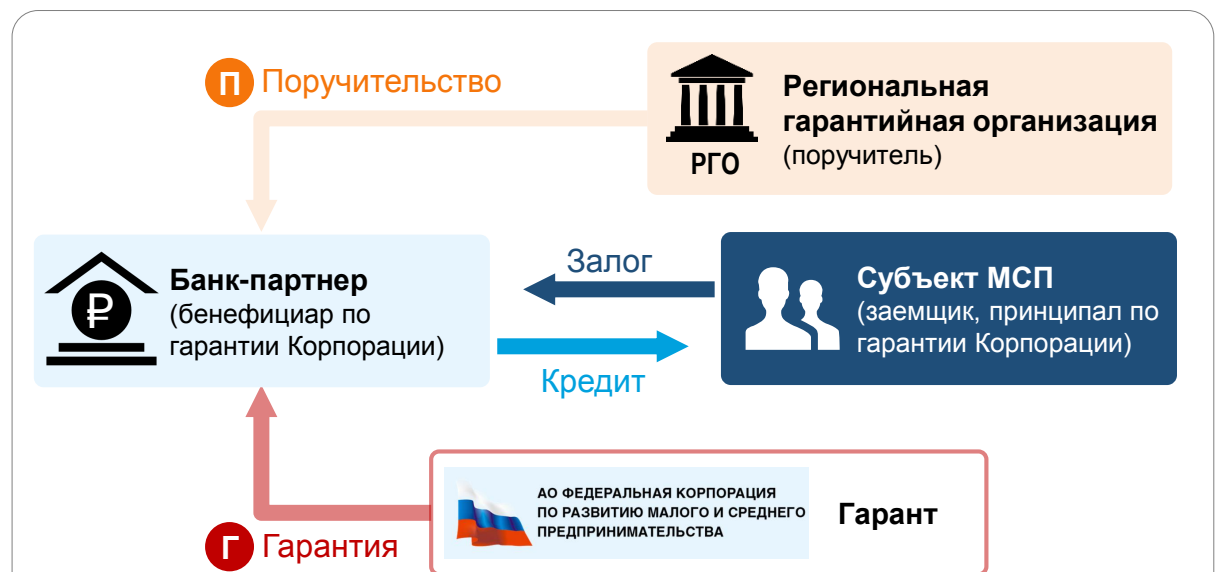 П Поручительство
РГО
Региональная
гарантийная организация
(поручитель)
₽
Банк-партнер
(бенефициар по
гарантии Корпорации)
Залог
Кредит
Субъект МСП
(заемщик, принципал по
гарантии Корпорации)
Г Гарантия
АО ФЕДЕРАЛЬНАЯ КОРПОРАЦИЯ
ПО РАЗВИТИЮ МАЛОГО И СРЕДНЕГО
ПРЕДПРИНИМАТЕЛЬСТВА
Гарант